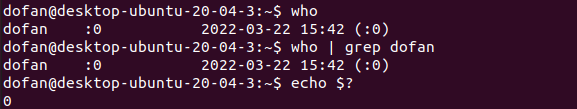 dofan@desktop-ubuntu-20-04-3:~$ who
dofan    :0           2022-03-22 15:42 (:0)
dofan@desktop-ubuntu-20-04-3:~$ who | grep dofan
dofan    :0           2022-03-22 15:42 (:0)
dofan@desktop-ubuntu-20-04-3:~$ echo $?
0